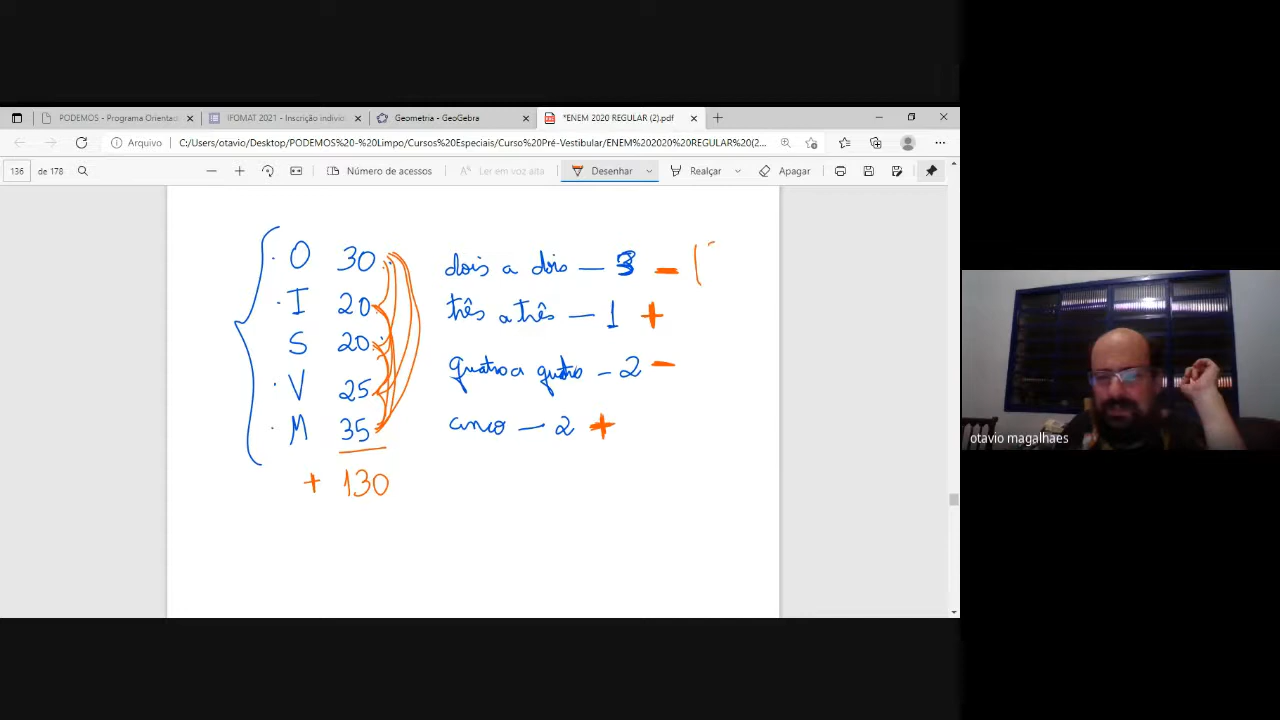 PODEMOS - Programa Orientad
IFOMAT 2021 - Inscrição individ
Geometria - GeoGebra
*ENEM 2020 REGULAR (2).pdf
Arquivo
C:/Users/otavio/Desktop/PODEMOS%20-%20Limpo/Cursos%20Especiais/Curso%20Pré-Vestibular/ENEM%202020%20REGULAR%20(2...
136 de 178
Número de acessos
Ler em voz alta
Desenhar
Realçar
Apagar
· O 30
· I 20
S 20
· V 25
· M 35
+ 130
dois a dois — 3 −
três a três — 1 +
quatro a quatro - 2 −
cinco — 2 +
otavio magalhaes